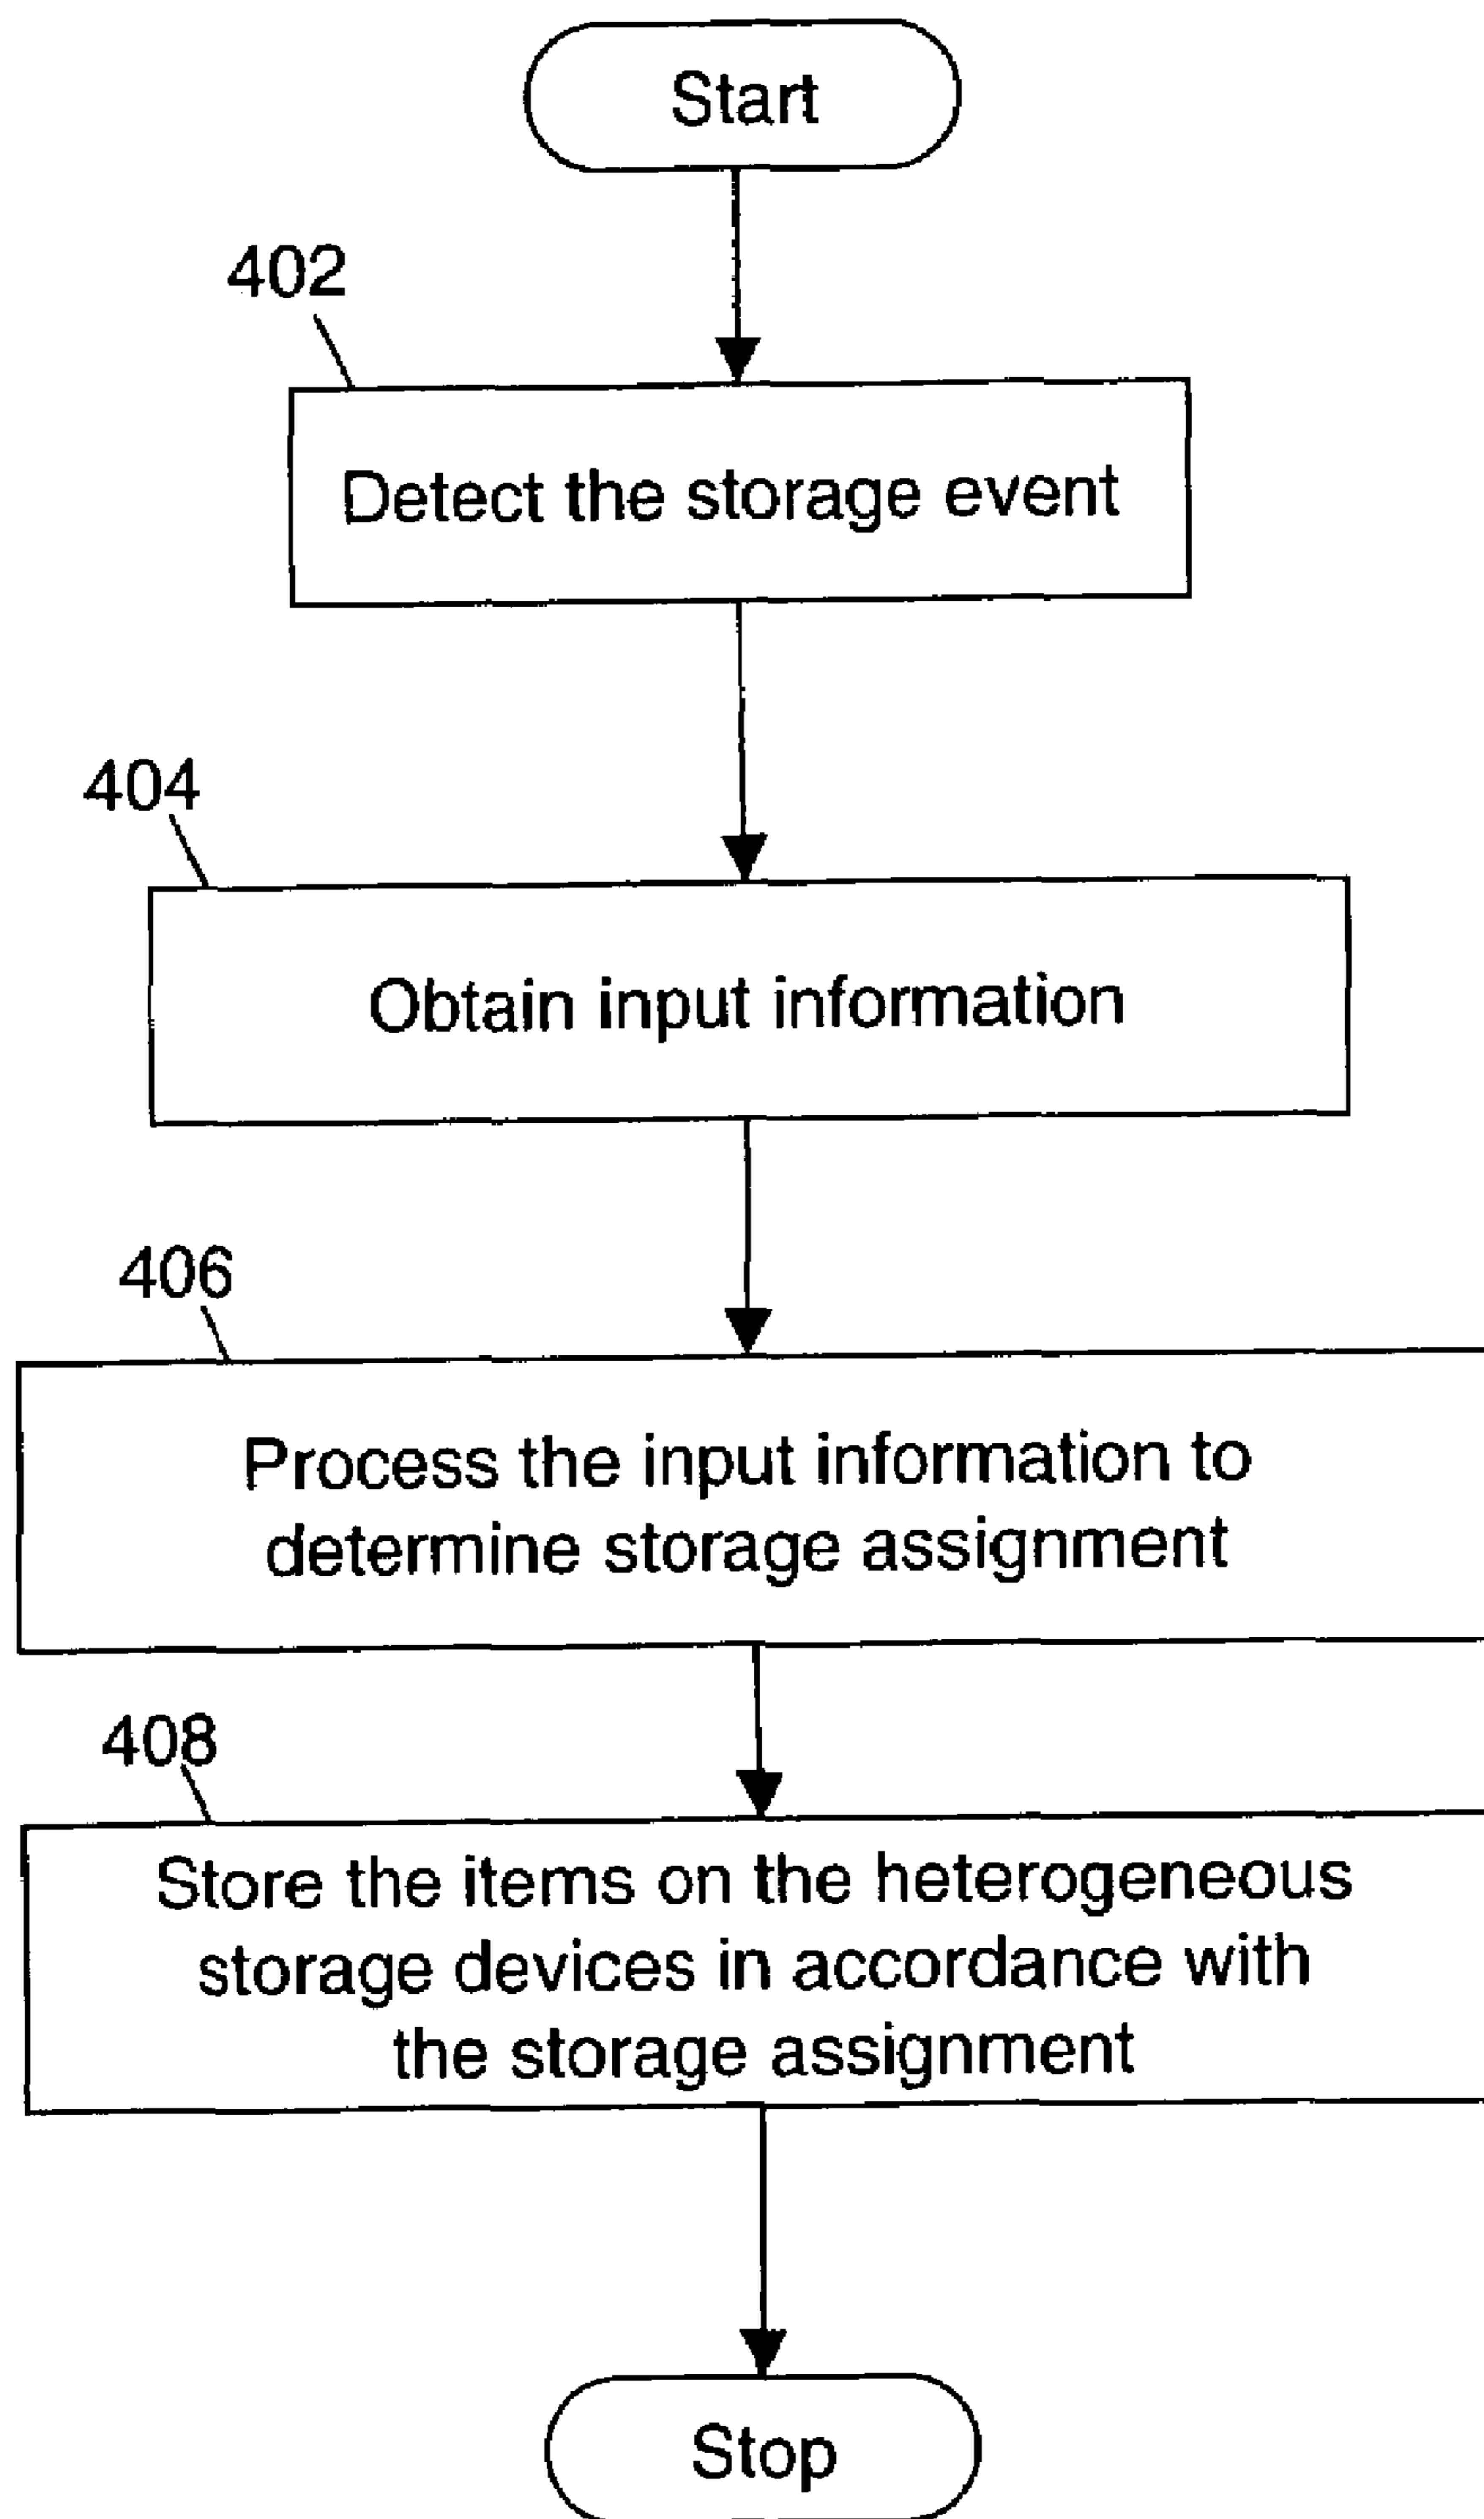 Start
402
Detect the storage event
404
Obtain input information
406
Process the input information to
determine storage assignment
408
Store the items on the heterogeneous
storage devices in accordance with
the storage assignment
Stop